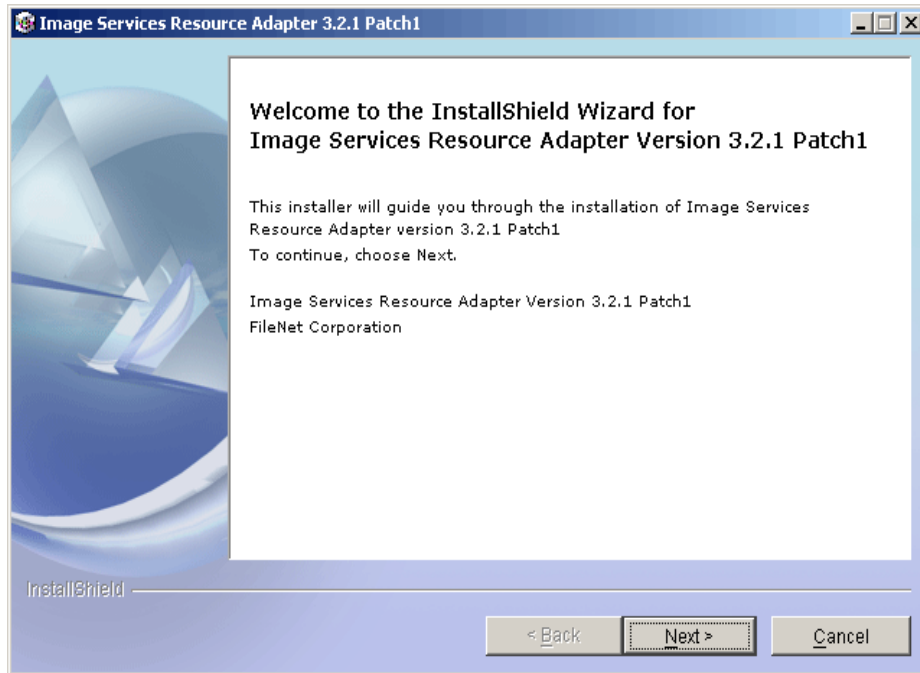 Image Services Resource Adapter 3.2.1 Patch1
Welcome to the InstallShield Wizard for
Image Services Resource Adapter Version 3.2.1 Patch1
This installer will guide you through the installation of Image Services
Resource Adapter version 3.2.1 Patch1
To continue, choose Next.
Image Services Resource Adapter Version 3.2.1 Patch1
FileNet Corporation
InstallShield
< Back
Next >
Cancel